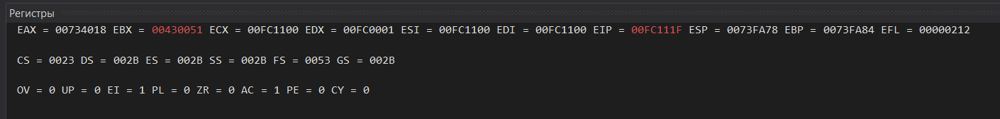 Регистры
EAX = 00734018 EBX = 00430051 ECX = 00FC1100 EDX = 00FC0001 ESI = 00FC1100 EDI = 00FC1100 EIP = 00FC111F ESP = 0073FA78 EBP = 0073FA84 EFL = 00000212
CS = 0023 DS = 002B ES = 002B SS = 002B FS = 0053 GS = 002B
OV = 0 UP = 0 EI = 1 PL = 0 ZR = 0 AC = 1 PE = 0 CY = 0